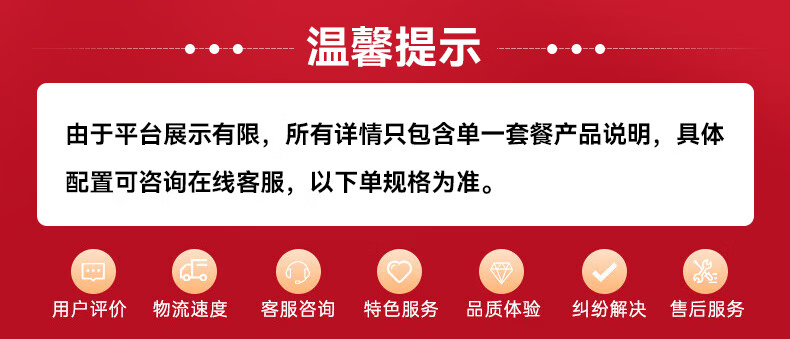 温馨提示
由于平台展示有限，所有详情只包含单一套餐产品说明，具体
配置可咨询在线客服，以下单规格为准。
用户评价 物流速度 客服咨询 特色服务 品质体验 纠纷解决 售后服务